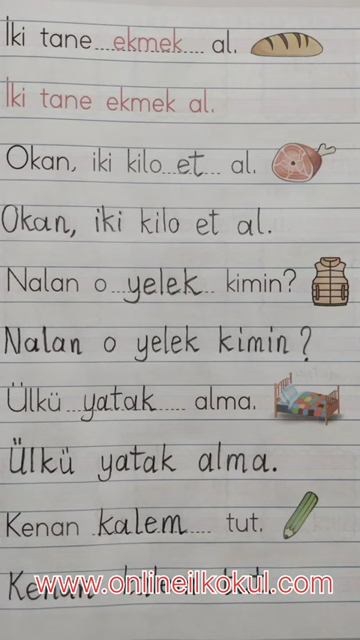 İki tane...ekmek.... al.
İki tane ekmek al.
Okan, iki kilo...et... al.
Okan, iki kilo et al.
Nalan o...yelek.. kimin?
Nalan o yelek kimin?
Ülkü...yatak..... alma.
Ülkü yatak alma.
Kenan .kalem.... tut.
Kenan
www.onlineilkokul.com